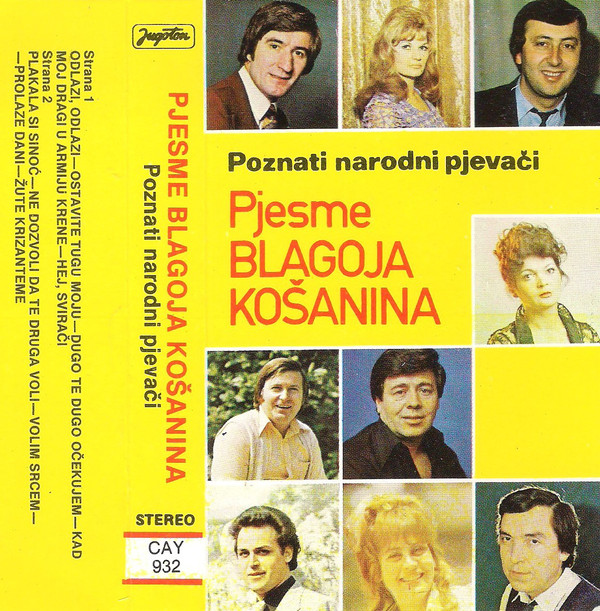 Strana 1
ODLAZI, ODLAZI—OSTAVITE TUGU MOJU—DUGO TE DUGO OČEKUJEM—KAD
MOJ DRAGI U ARMIJU KRENE—HEJ, SVIRAČI
Strana 2
PLAKALA SI SINOĆ—NE DOZVOLI DA TE DRUGA VOLI—VOLIM SRCEM—
—PROLAZE DANI—ŽUTE KRIZANTEME
Jugoton
PJESME BLAGOJA KOŠANINA
Poznati narodni pjevači
STEREO
CAY
932
Poznati narodni pjevači
Pjesme
BLAGOJA
KOŠANINA